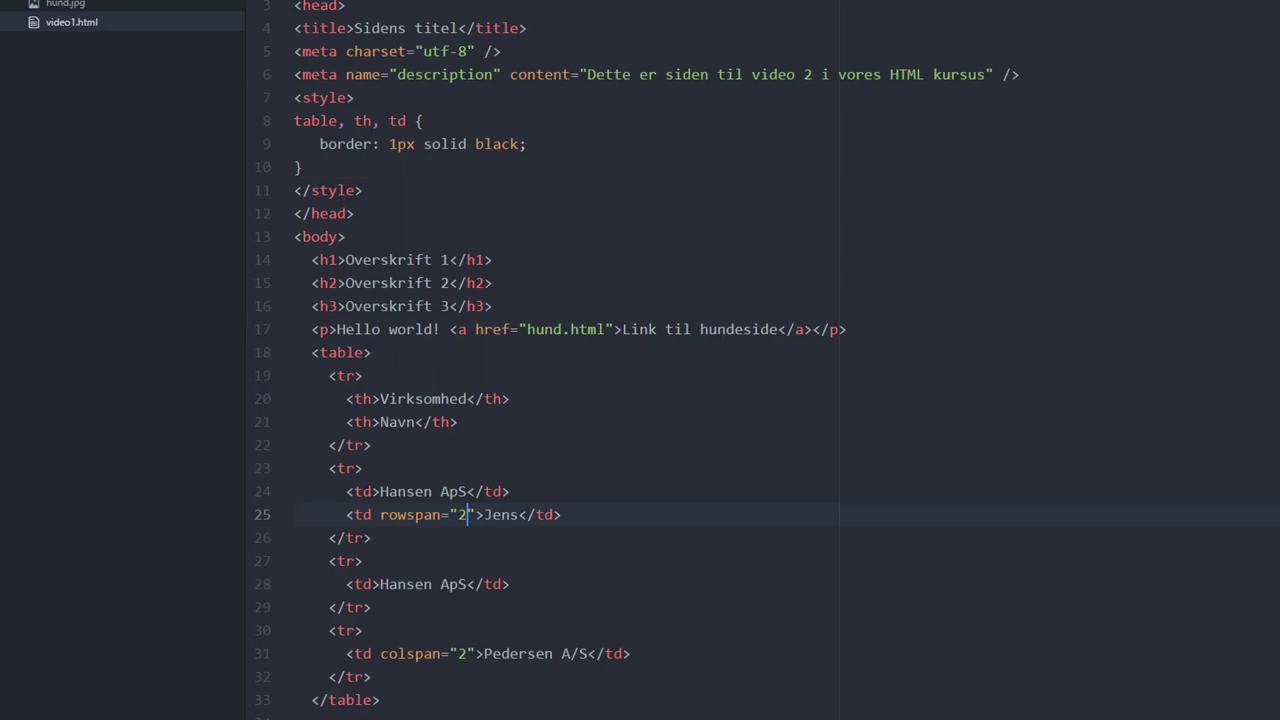 hund.jpg
video1.html
3 <head>
4 <title>Sidens titel</title>
5 <meta charset="utf-8" />
6 <meta name="description" content="Dette er siden til video 2 i vores HTML kursus" />
7 <style>
8 table, th, td {
9 border: 1px solid black;
10 }
11 </style>
12 </head>
13 <body>
14 <h1>Overskrift 1</h1>
15 <h2>Overskrift 2</h2>
16 <h3>Overskrift 3</h3>
17 <p>Hello world! <a href="hund.html">Link til hundeside</a></p>
18 <table>
19 <tr>
20 <th>Virksomhed</th>
21 <th>Navn</th>
22 </tr>
23 <tr>
24 <td>Hansen ApS</td>
25 <td rowspan="2">Jens</td>
26 </tr>
27 <tr>
28 <td>Hansen ApS</td>
29 </tr>
30 <tr>
31 <td colspan="2">Pedersen A/S</td>
32 </tr>
33 </table>